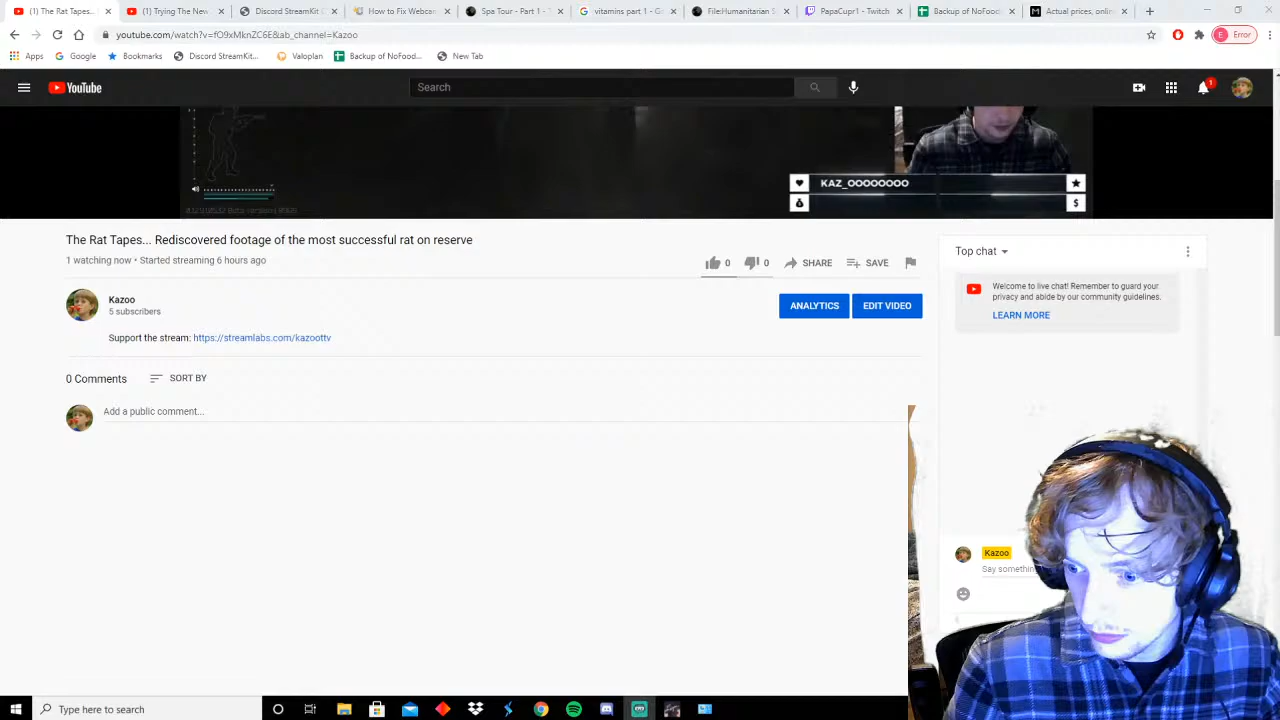 (1) The Rat Tapes...
(1) Trying The New
Discord StreamKit
How to Fix Webcam
Spa Tour - Part 1 -
vitamins part 1 - G
File:Humanitarian S
PapaCupr1 - Twitch
Backup of NoFood
Actual prices, online
youtube.com/watch?v=fO9xMknZC6E&ab_channel=Kazoo
E Error
Apps
Google
Bookmarks
Discord StreamKit...
Valoplan
Backup of NoFood...
New Tab
YouTube
Search
1
KAZ_OOOOOOOO
$
The Rat Tapes... Rediscovered footage of the most successful rat on reserve
1 watching now • Started streaming 6 hours ago
0
0
SHARE
SAVE
Top chat
Welcome to live chat! Remember to guard your
privacy and abide by our community guidelines.
LEARN MORE
Kazoo
5 subscribers
ANALYTICS
EDIT VIDEO
Support the stream: https://streamlabs.com/kazoottv
0 Comments
SORT BY
Add a public comment...
Kazoo
Say somethin
Type here to search